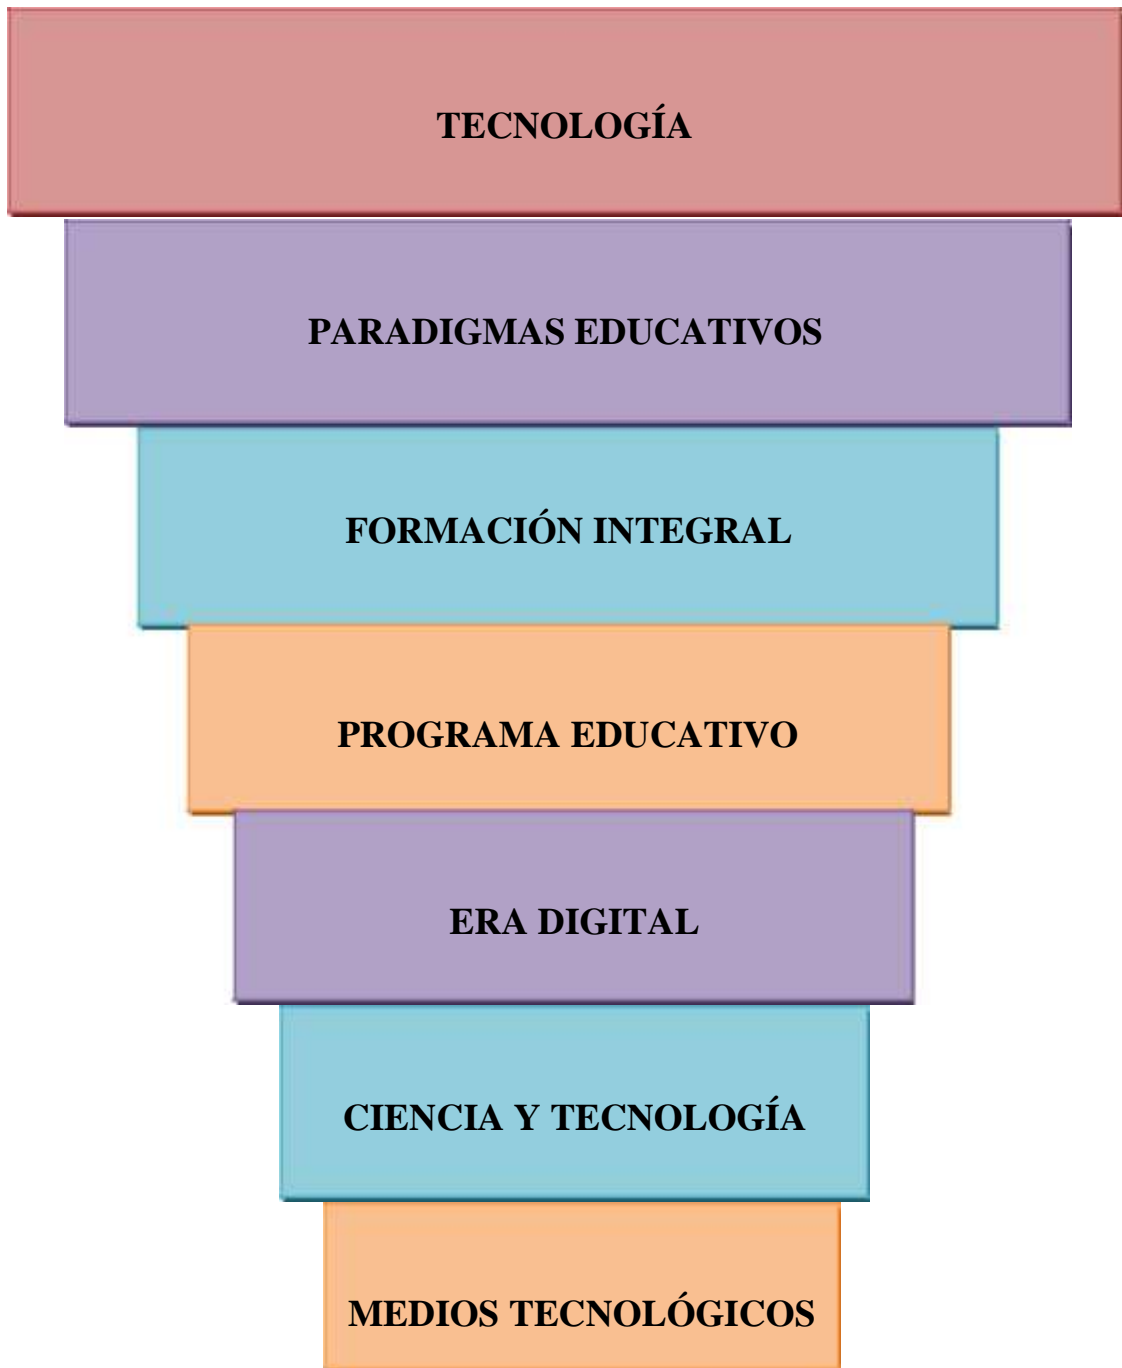 TECNOLOGÍA
PARADIGMAS EDUCATIVOS
FORMACIÓN INTEGRAL
PROGRAMA EDUCATIVO
ERA DIGITAL
CIENCIA Y TECNOLOGÍA
MEDIOS TECNOLÓGICOS